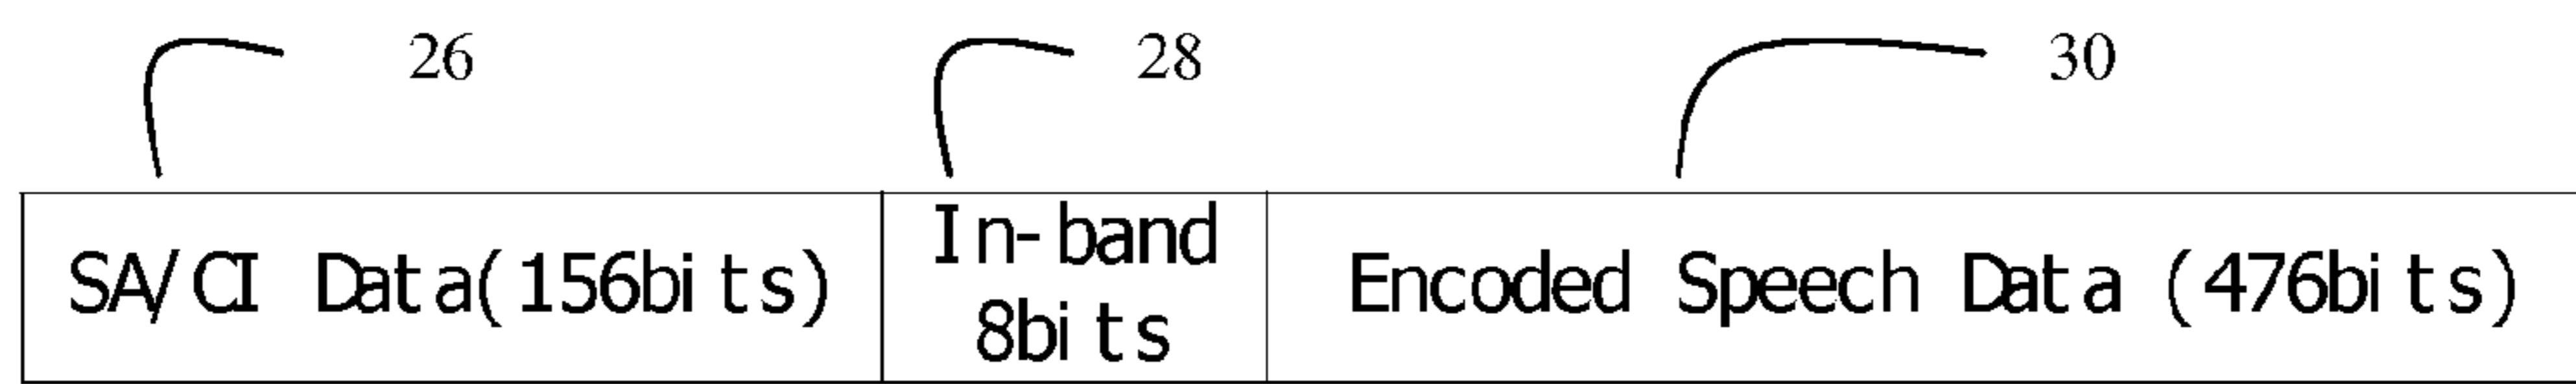 26 28 30
SA/CI Data(156bits)
In-band
8bits
Encoded Speech Data (476bits)